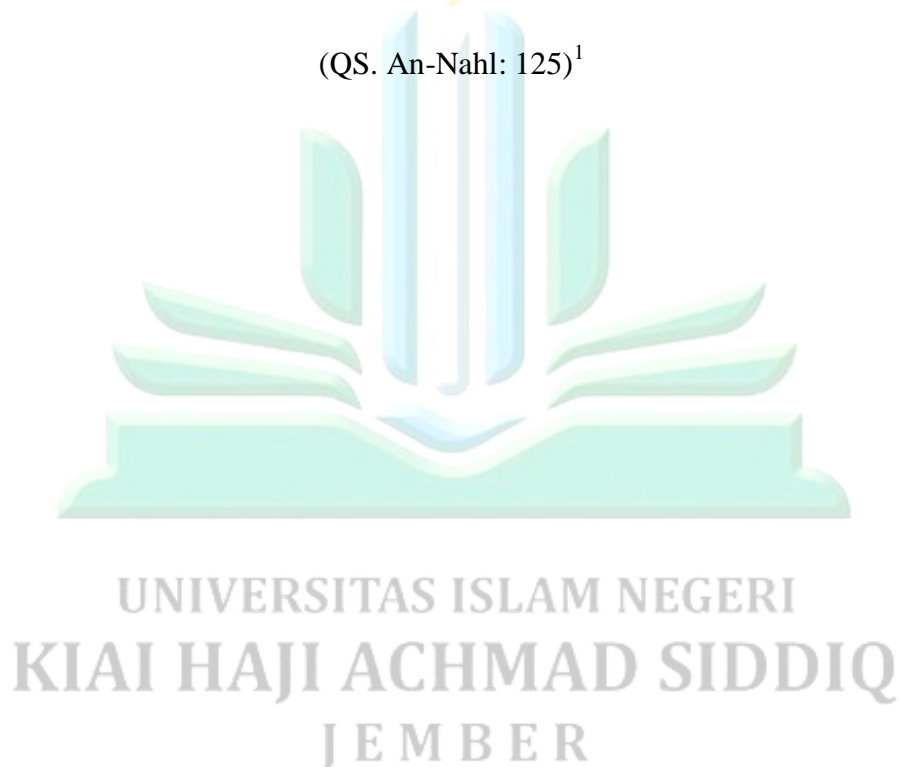 (QS. An-Nahl: 125)¹
UNIVERSITAS ISLAM NEGERI
KIAI HAJI ACHMAD SIDDIQ
JEMBER